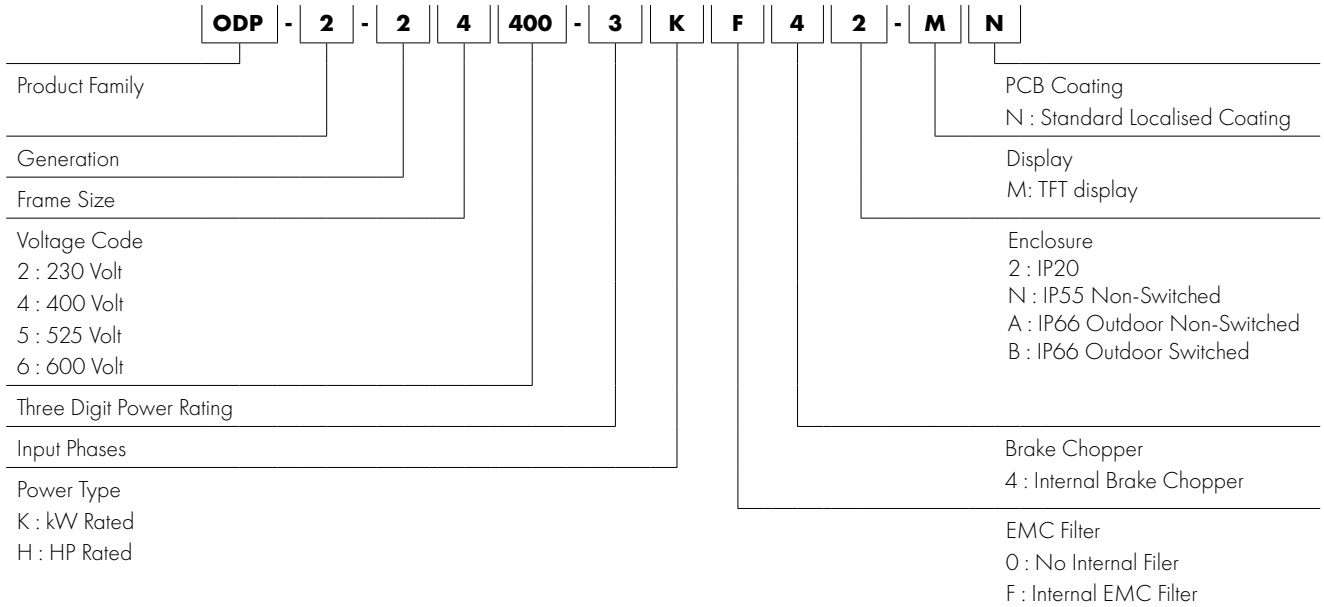 ODP - 2 - 2 4 400 - 3 K F 4 2 - M N
Product Family
Generation
Frame Size
Voltage Code
2 : 230 Volt
4 : 400 Volt
5 : 525 Volt
6 : 600 Volt
Three Digit Power Rating
Input Phases
Power Type
K : kW Rated
H : HP Rated
PCB Coating
N : Standard Localised Coating
Display
M: TFT display
Enclosure
2 : IP20
N : IP55 Non-Switched
A : IP66 Outdoor Non-Switched
B : IP66 Outdoor Switched
Brake Chopper
4 : Internal Brake Chopper
EMC Filter
0 : No Internal Filer
F : Internal EMC Filter